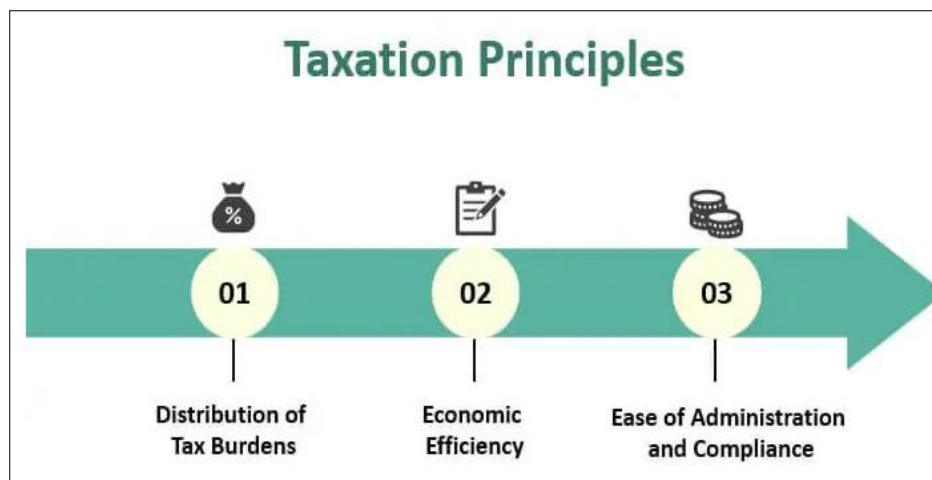 Taxation Principles
%
01
02
03
Distribution of
Tax Burdens
Economic
Efficiency
Ease of Administration
and Compliance